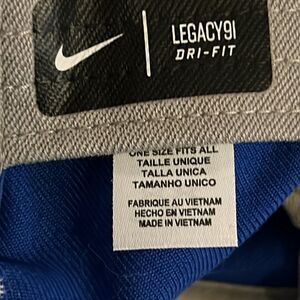 LEGACY91
DRI-FIT
ONE SIZE FITS ALL
TAILLE UNIQUE
TALLA UNICA
TAMANHO UNICO
FABRIQUE AU VIETNAM
HECHO EN VIETNAM
MADE IN VIETNAM